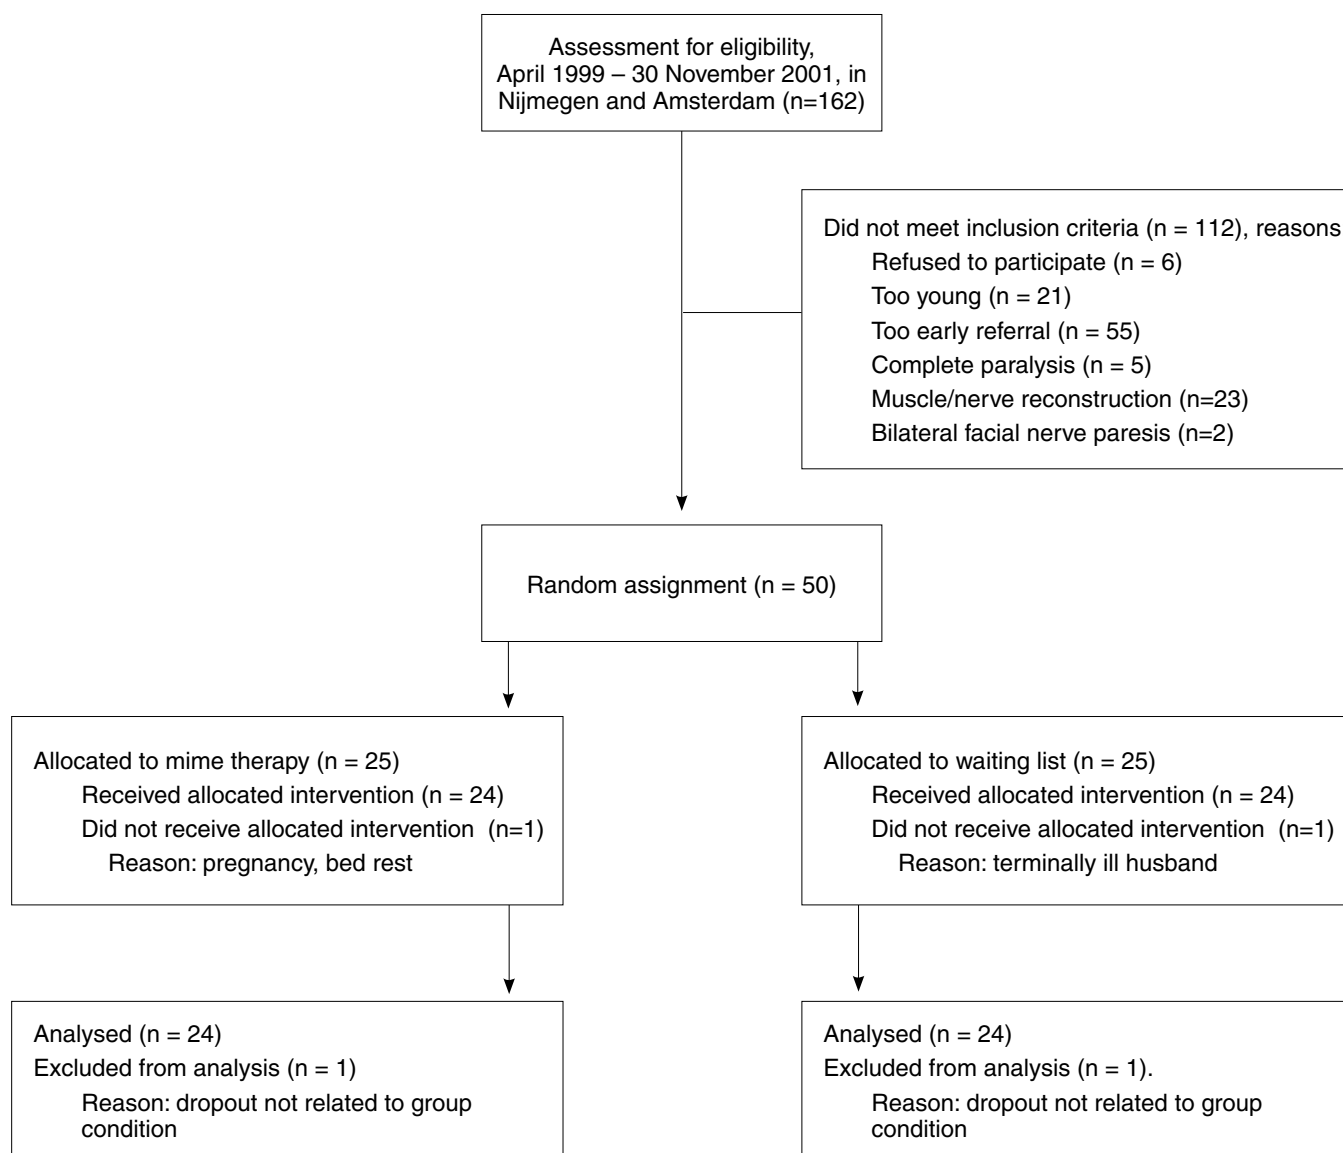 Assessment for eligibility,
April 1999 – 30 November 2001, in
Nijmegen and Amsterdam (n=162)
Did not meet inclusion criteria (n = 112), reasons
Refused to participate (n = 6)
Too young (n = 21)
Too early referral (n = 55)
Complete paralysis (n = 5)
Muscle/nerve reconstruction (n=23)
Bilateral facial nerve paresis (n=2)
Random assignment (n = 50)
Allocated to mime therapy (n = 25)
Received allocated intervention (n = 24)
Did not receive allocated intervention (n=1)
Reason: pregnancy, bed rest
Allocated to waiting list (n = 25)
Received allocated intervention (n = 24)
Did not receive allocated intervention (n=1)
Reason: terminally ill husband
Analysed (n = 24)
Excluded from analysis (n = 1)
Reason: dropout not related to group
condition
Analysed (n = 24)
Excluded from analysis (n = 1).
Reason: dropout not related to group
condition